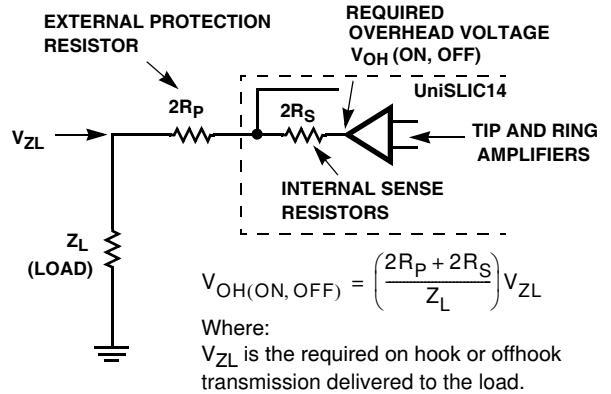 EXTERNAL PROTECTION
RESISTOR
REQUIRED
OVERHEAD VOLTAGE
VOH (ON, OFF)
UniSLIC14
2RP
2RS
VZL
TIP AND RING
AMPLIFIERS
INTERNAL SENSE
RESISTORS
ZL
(LOAD)
VOH(ON, OFF) = ((2RP + 2RS)/ZL) VZL
Where:
VZL is the required on hook or offhook
transmission delivered to the load.